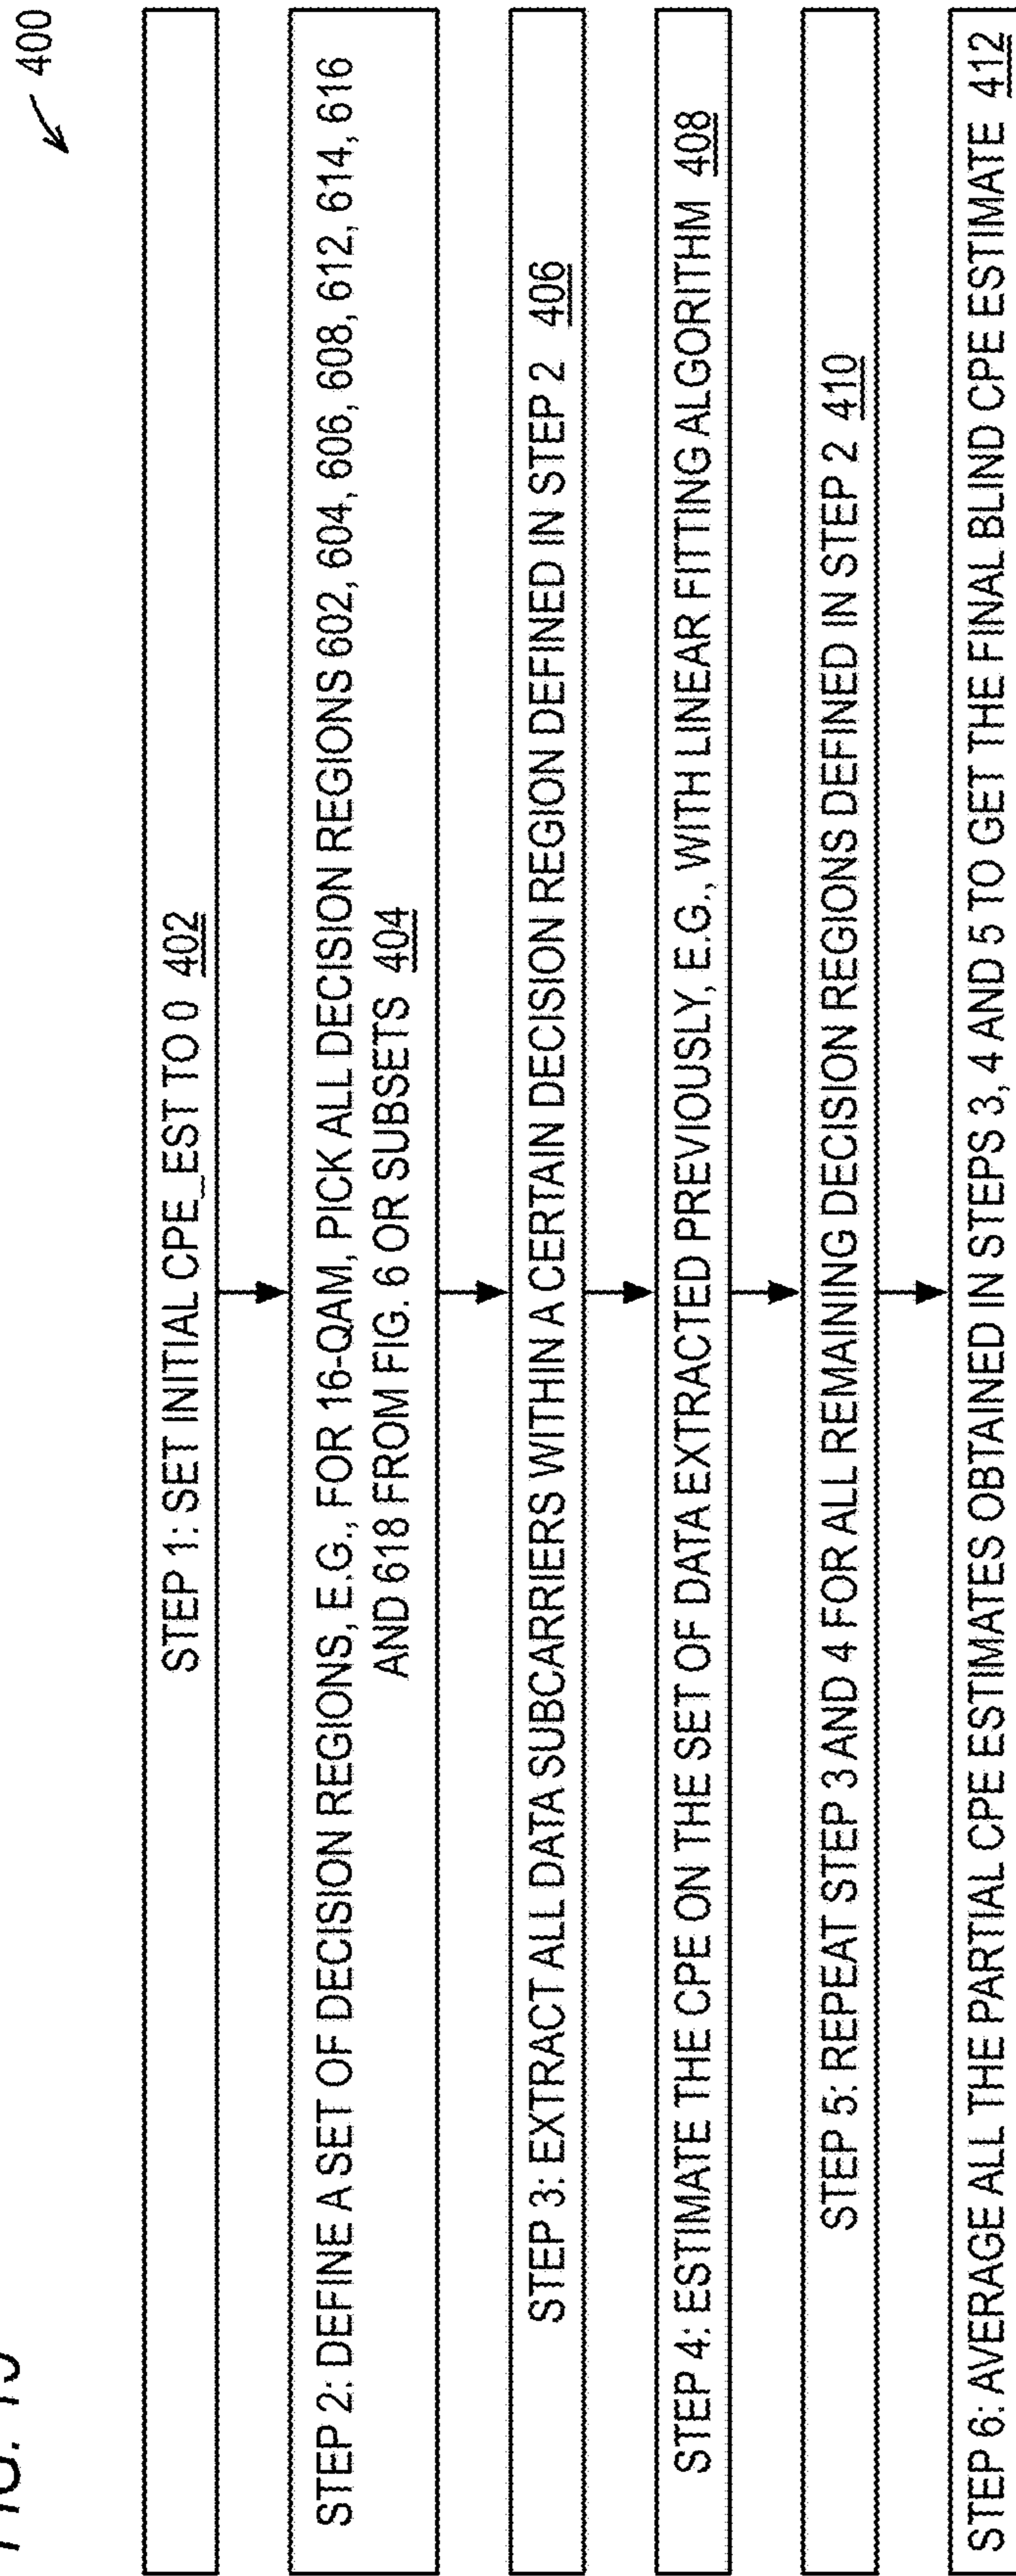 FIG.
400
STEP 1: SET INITIAL CPE_EST TO 0 402
STEP 2: DEFINE A SET OF DECISION REGIONS, E.G., FOR 16-QAM, PICK ALL DECISION REGIONS 602, 604, 606, 608, 612, 614, 616
AND 618 FROM FIG. 6 OR SUBSETS 404
STEP 3: EXTRACT ALL DATA SUBCARRIERS WITHIN A CERTAIN DECISION REGION DEFINED IN STEP 2 406
STEP 4: ESTIMATE THE CPE ON THE SET OF DATA EXTRACTED PREVIOUSLY, E.G., WITH LINEAR FITTING ALGORITHM 408
STEP 5: REPEAT STEP 3 AND 4 FOR ALL REMAINING DECISION REGIONS DEFINED IN STEP 2 410
STEP 6: AVERAGE ALL THE PARTIAL CPE ESTIMATES OBTAINED IN STEPS 3, 4 AND 5 TO GET THE FINAL BLIND CPE ESTIMATE 412